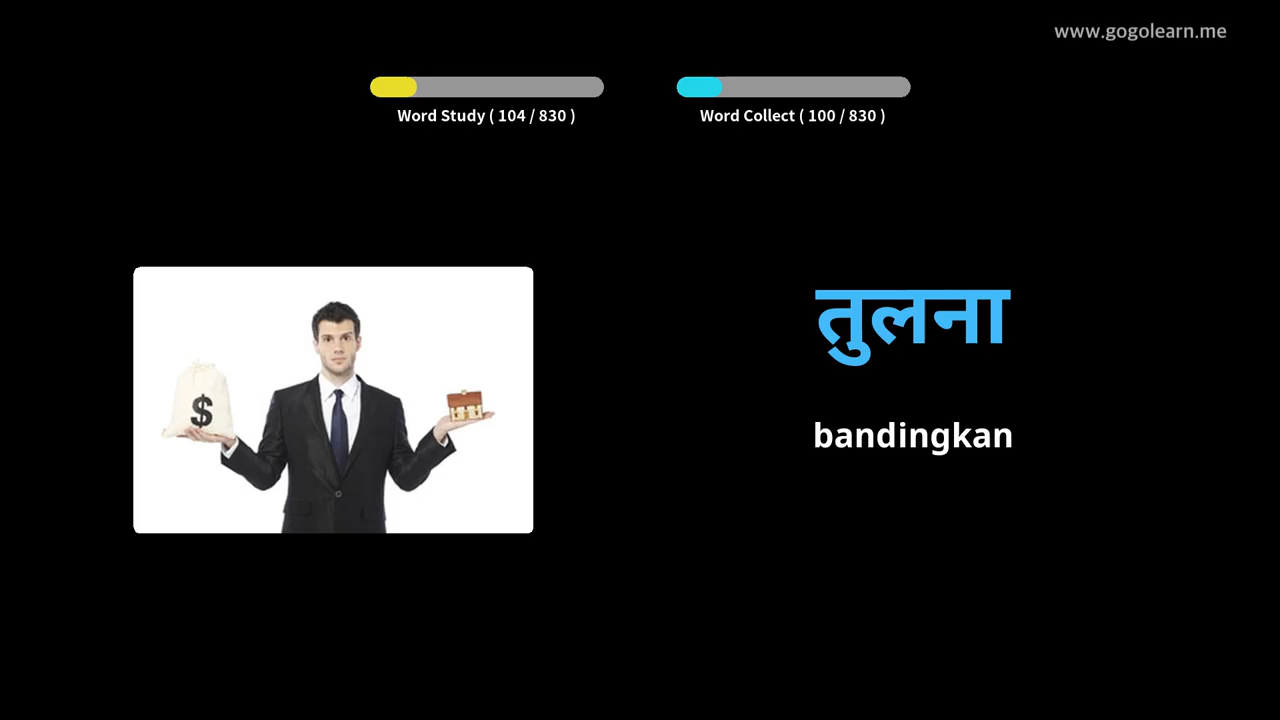 www.gogolearn.me
Word Study ( 104 / 830 )
Word Collect ( 100 / 830 )
$
तुलना
bandingkan